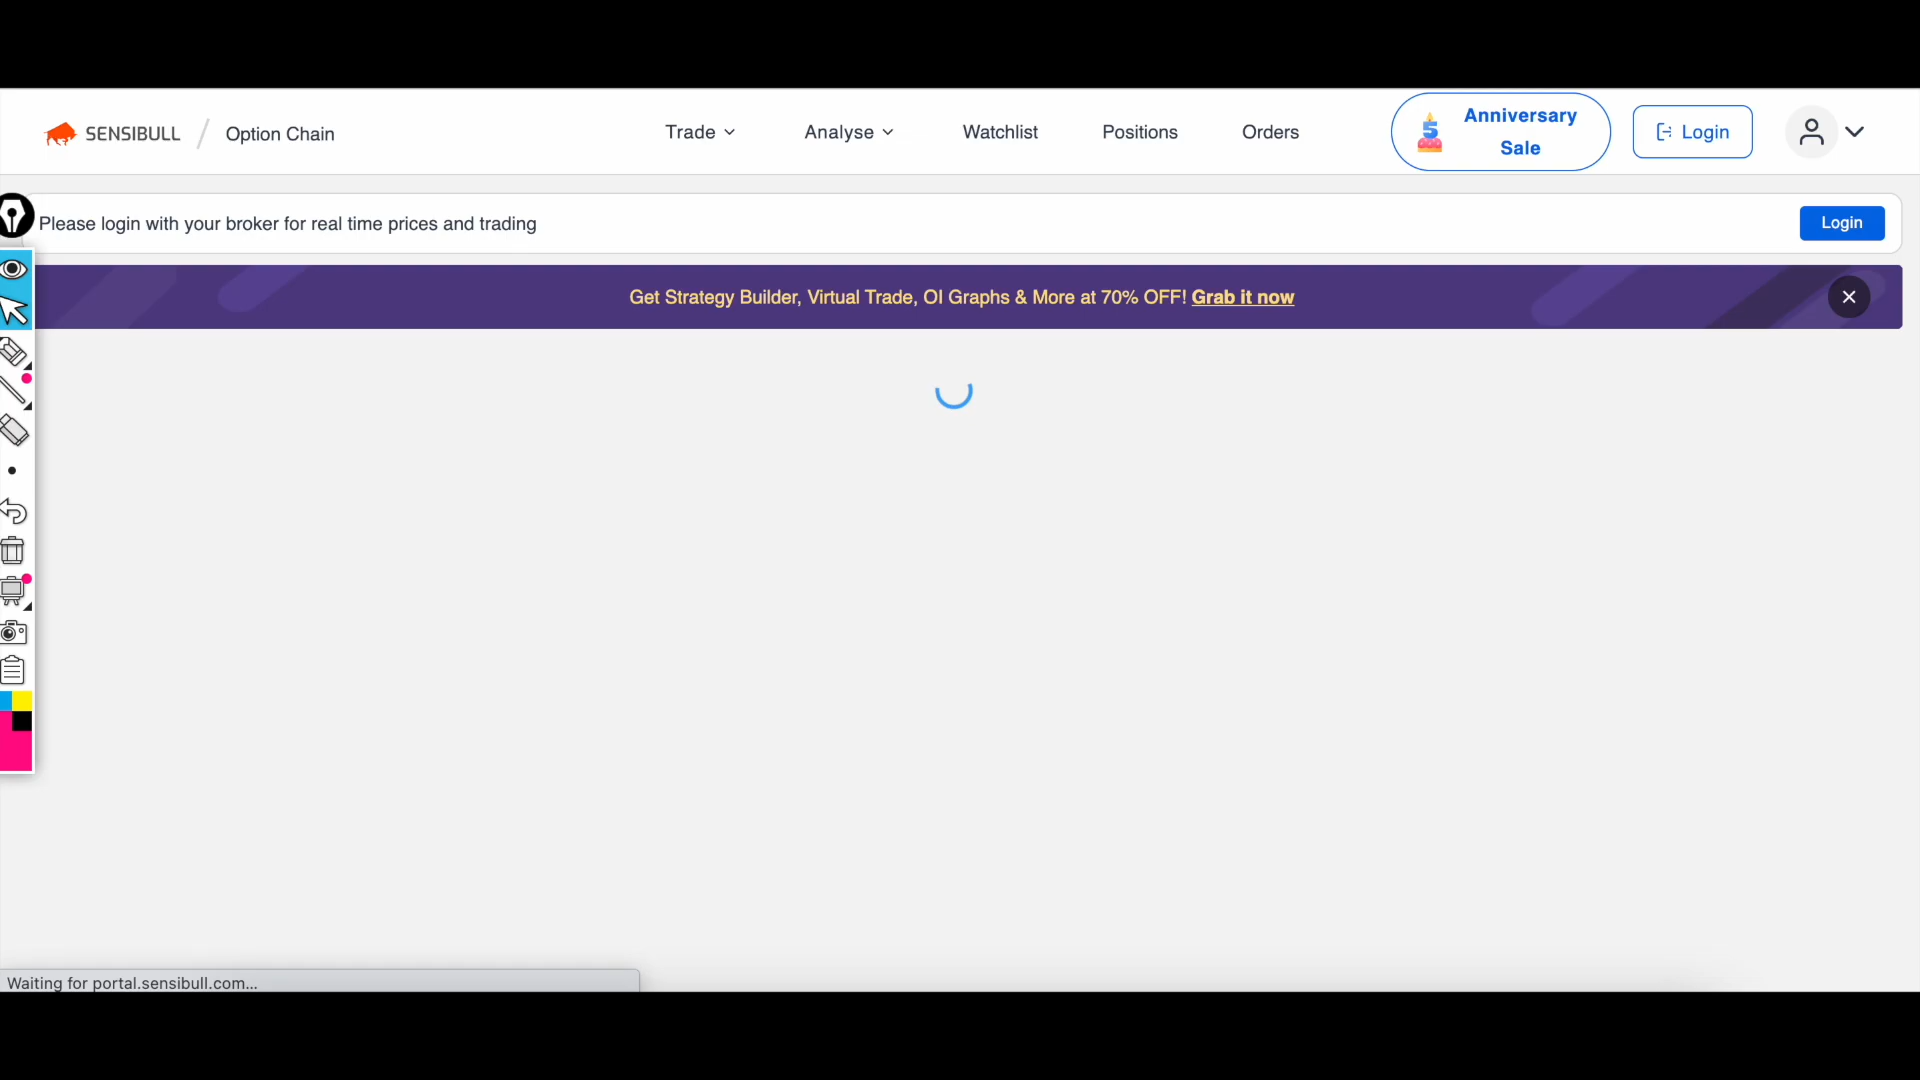 SENSIBULL / Option Chain
Trade
Analyse
Watchlist
Positions
Orders
5
Anniversary
Sale
Login
Please login with your broker for real time prices and trading
Login
Get Strategy Builder, Virtual Trade, OI Graphs & More at 70% OFF! Grab it now
Waiting for portal.sensibull.com...